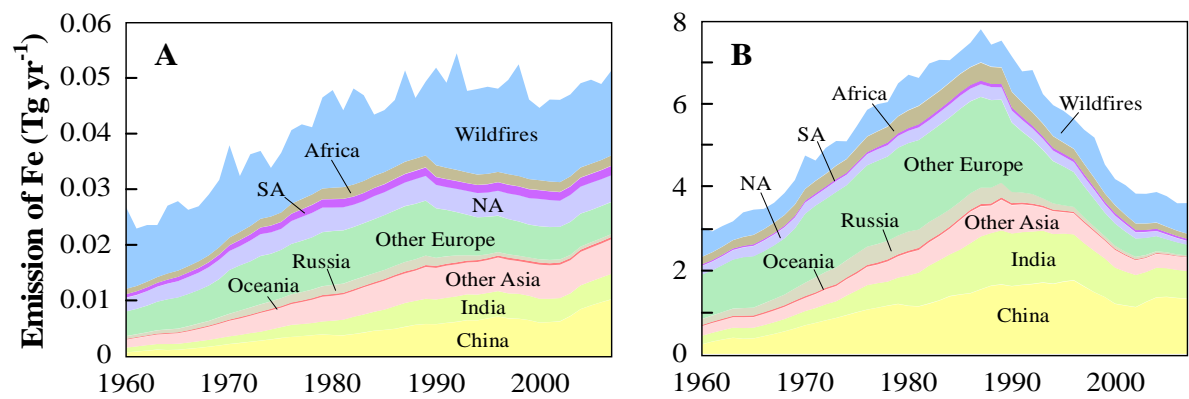 Emission of Fe (Tg yr-1)
0.06
0.05
0.04
0.03
0.02
0.01
0
A
Wildfires
Africa
SA
NA
Other Europe
Russia
Oceania
Other Asia
India
China
1960 1970 1980 1990 2000
8
6
4
2
0
B
Wildfires
Africa
SA
Other Europe
NA
Russia
Other Asia
Oceania
India
China
1960 1970 1980 1990 2000